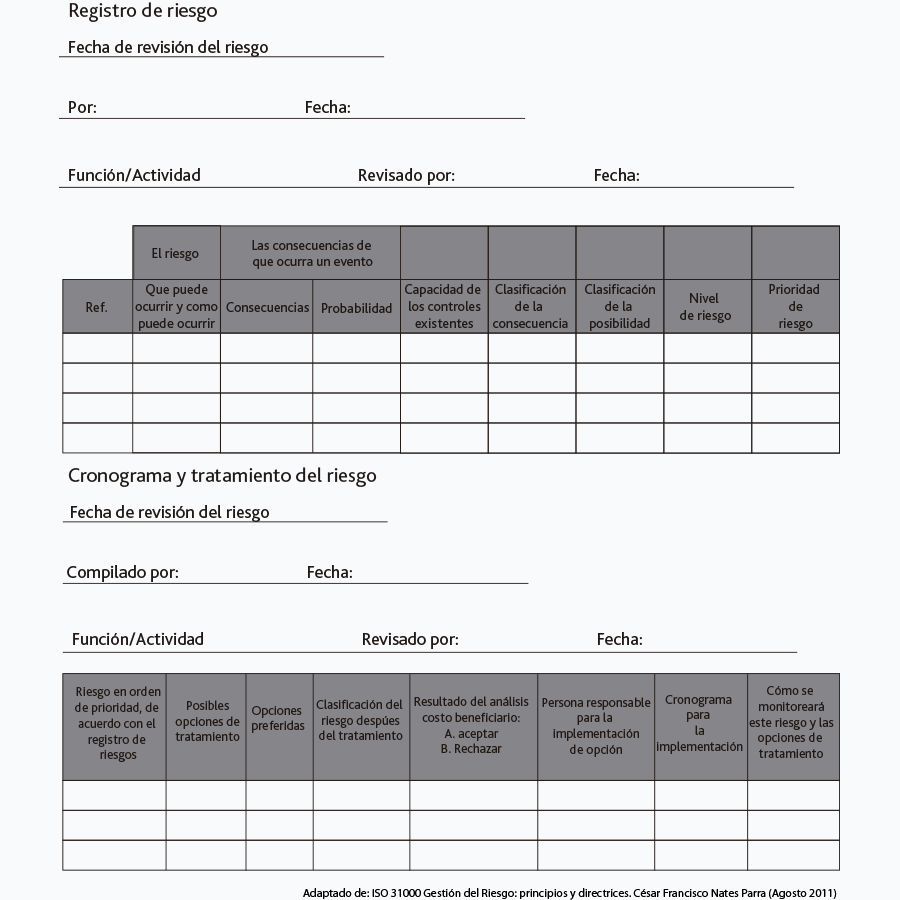 Registro de riesgo
Fecha de revisión del riesgo
Por: Fecha:
Función/Actividad Revisado por: Fecha:
El riesgo
Las consecuencias de
que ocurra un evento
Ref.
Que puede
ocurrir y como
puede ocurrir
Consecuencias
Probabilidad
Capacidad de
los controles
existentes
Clasificación
de la
consecuencia
Clasificación
de la
posibilidad
Nivel
de riesgo
Prioridad
de
riesgo
Cronograma y tratamiento del riesgo
Fecha de revisión del riesgo
Compilado por: Fecha:
Función/Actividad Revisado por: Fecha:
Riesgo en orden
de prioridad, de
acuerdo con el
registro de
riesgos
Posibles
opciones de
tratamiento
Opciones
preferidas
Clasificación del
riesgo despúes
del tratamiento
Resultado del análisis
costo beneficiario:
A. aceptar
B. Rechazar
Persona responsable
para la
implementación
de opción
Cronograma
para
la
implementación
Cómo se
monitoreará
este riesgo y las
opciones de
tratamiento
Adaptado de: ISO 31000 Gestión del Riesgo: principios y directrices. César Francisco Nates Parra (Agosto 2011)